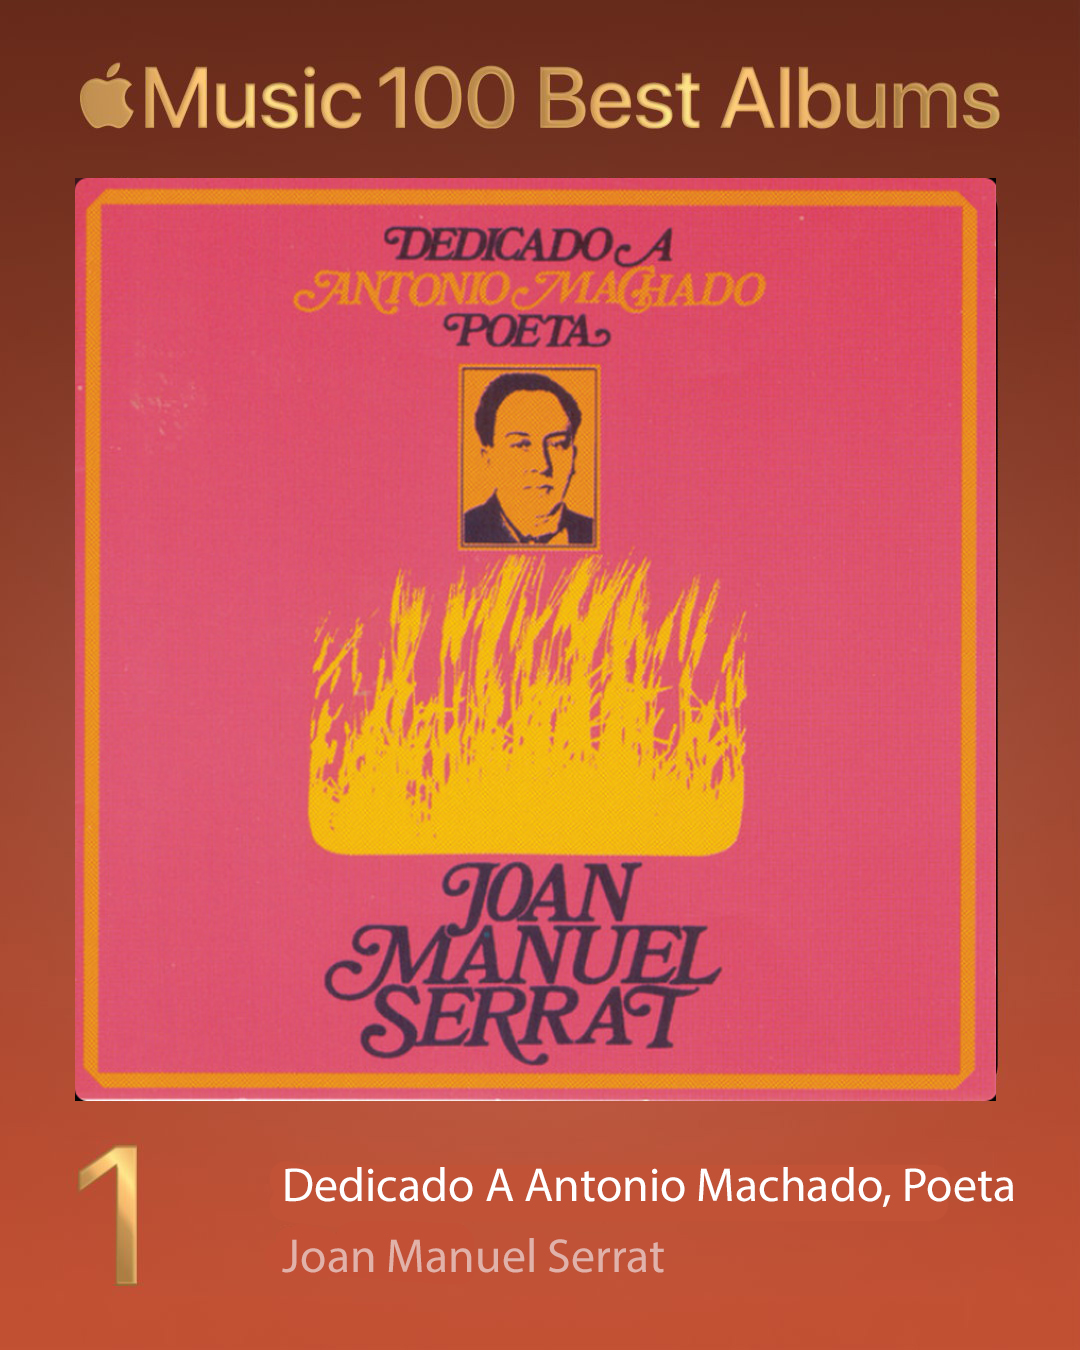 Music 100 Best Albums
DEDICADO A
ANTONIO MACHADO
POETA
JOAN
MANUEL
SERRAT
1
Dedicado A Antonio Machado, Poeta
Joan Manuel Serrat